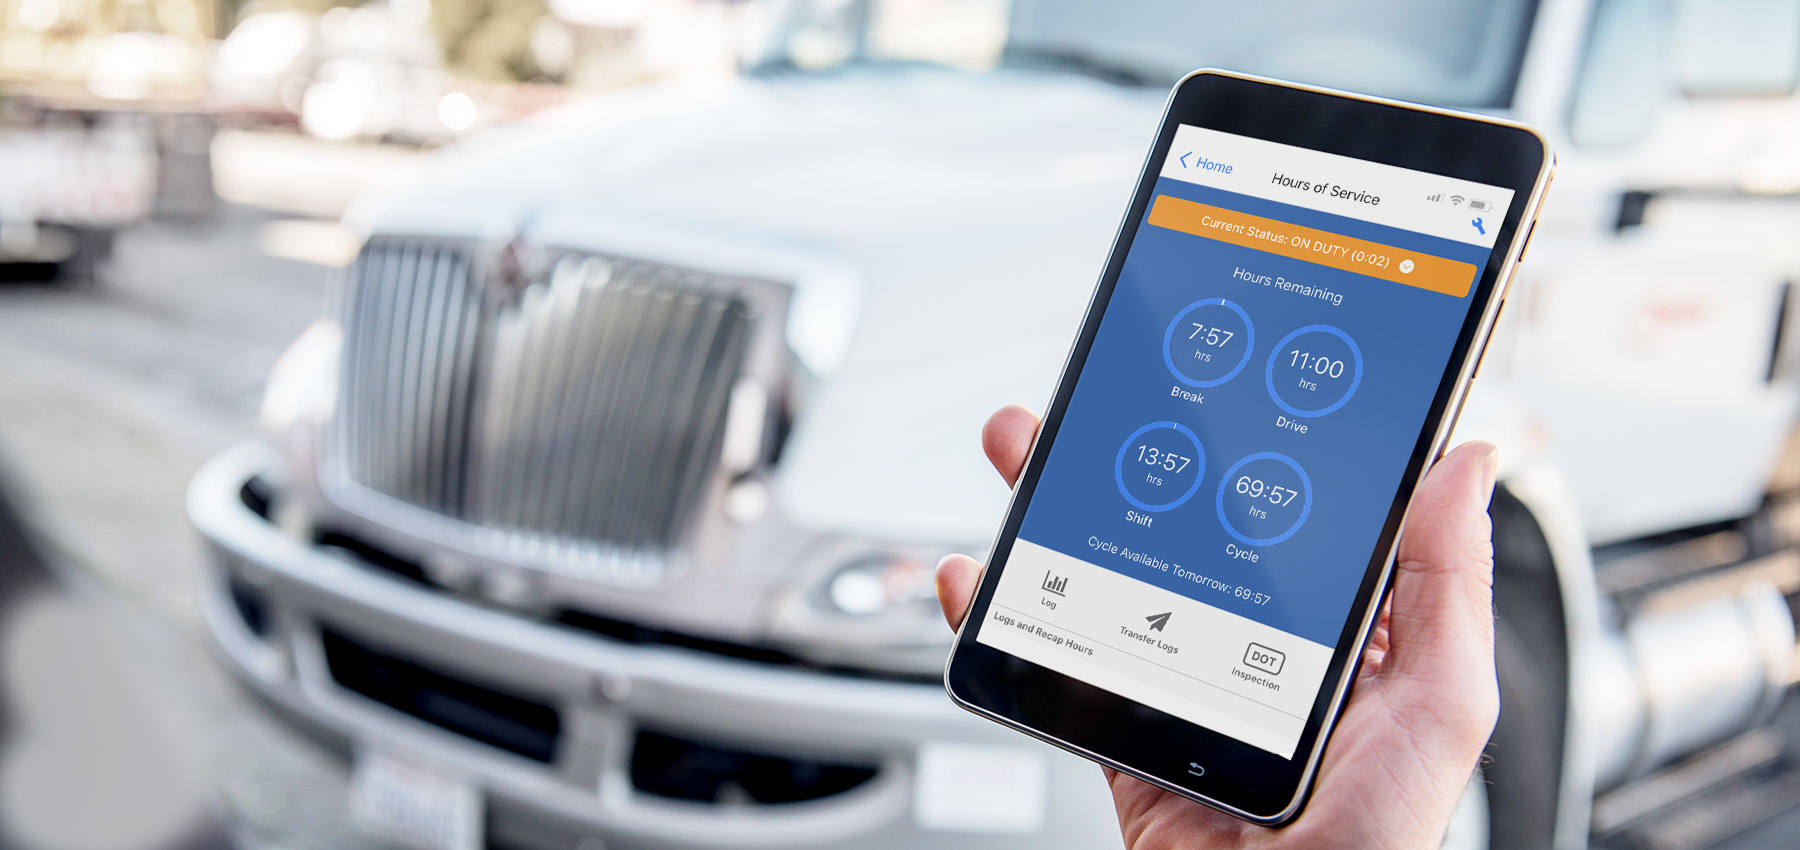 Home
Hours of Service
Current Status: ON DUTY (0:02)
Hours Remaining
7:57
hrs
Break
11:00
hrs
Drive
13:57
hrs
Shift
69:57
hrs
Cycle
Cycle Available Tomorrow: 69:57
Log
Transfer Logs
DOT
Inspection
Logs and Recap Hours